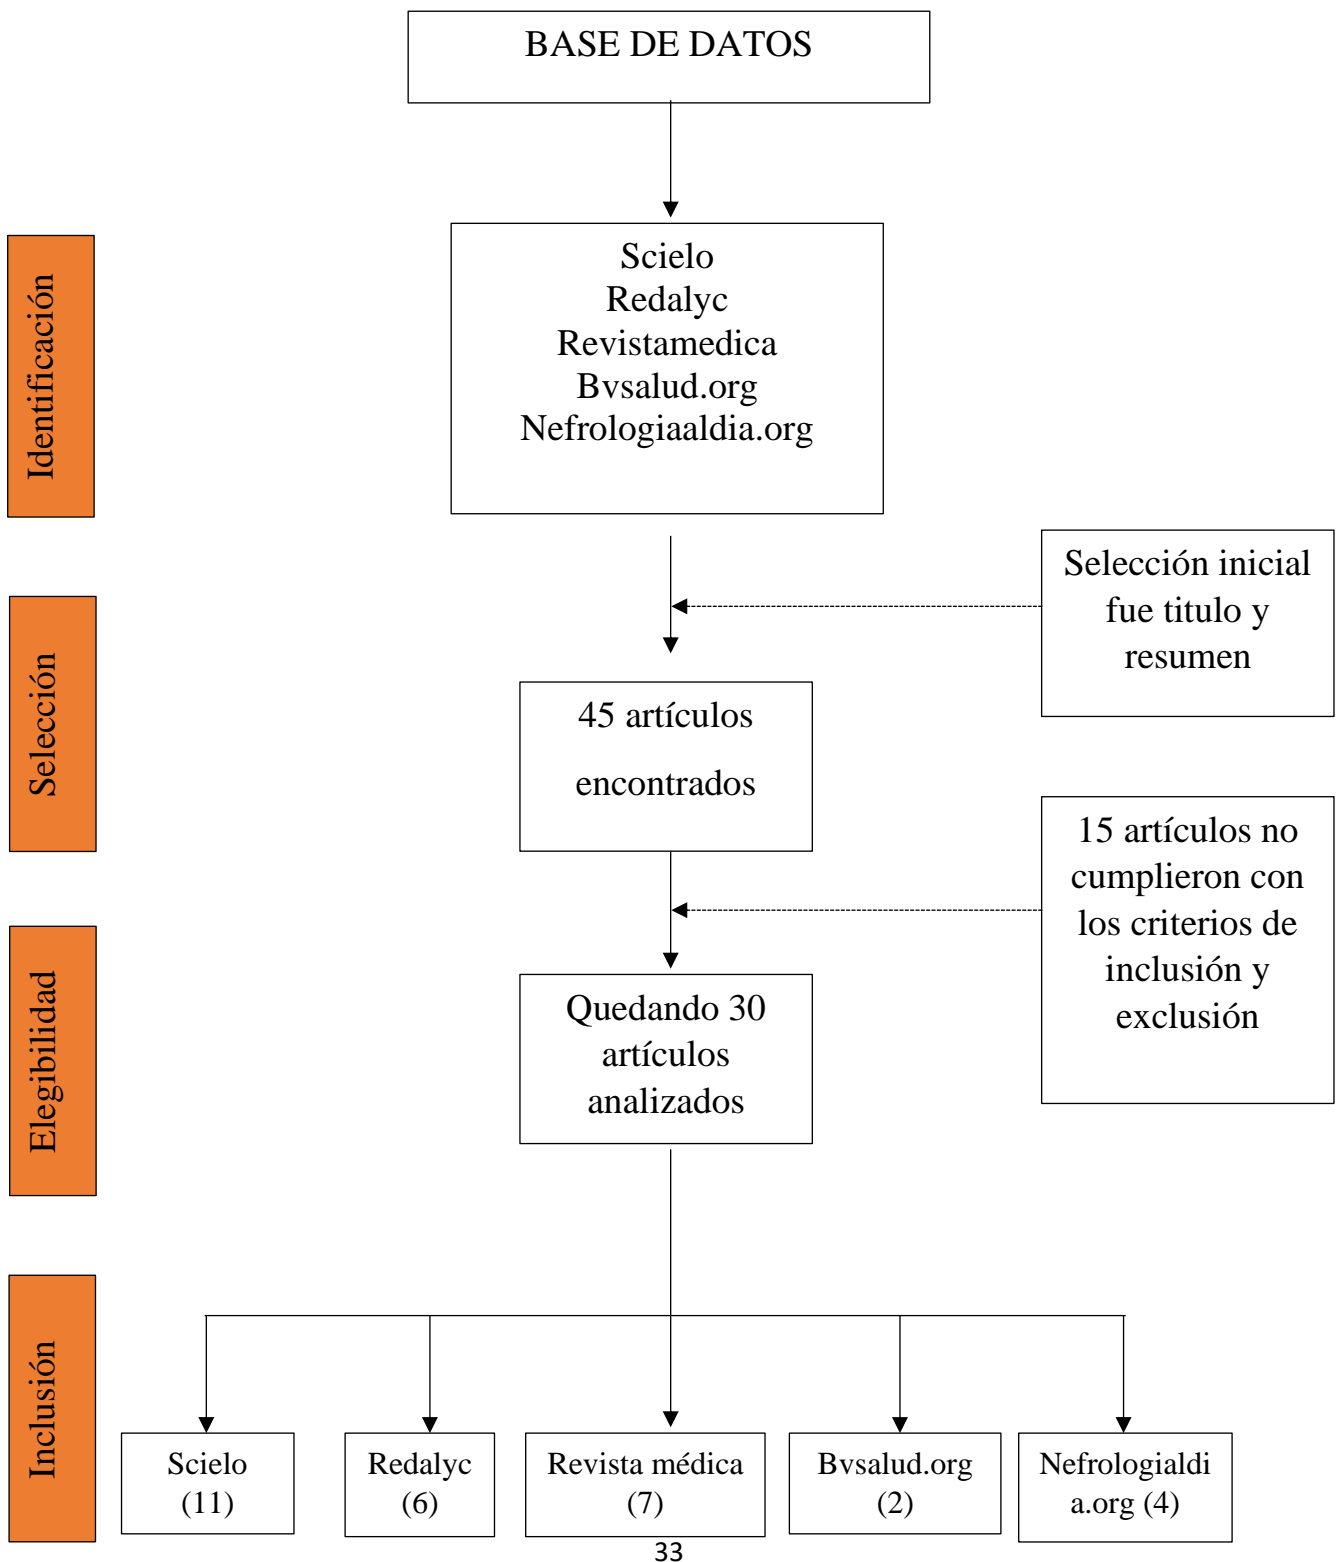 BASE DE DATOS
Identificación
Scielo
Redalyc
Revistamedica
Bvsalud.org
Nefrologiaaldia.org
Selección inicial
fue titulo y
resumen
Selección
45 artículos
encontrados
15 artículos no
cumplieron con
los criterios de
inclusión y
exclusión
Elegibilidad
Quedando 30
artículos
analizados
Inclusión
Scielo
(11)
Redalyc
(6)
Revista médica
(7)
Bvsalud.org
(2)
Nefrologialdi
a.org (4)
33